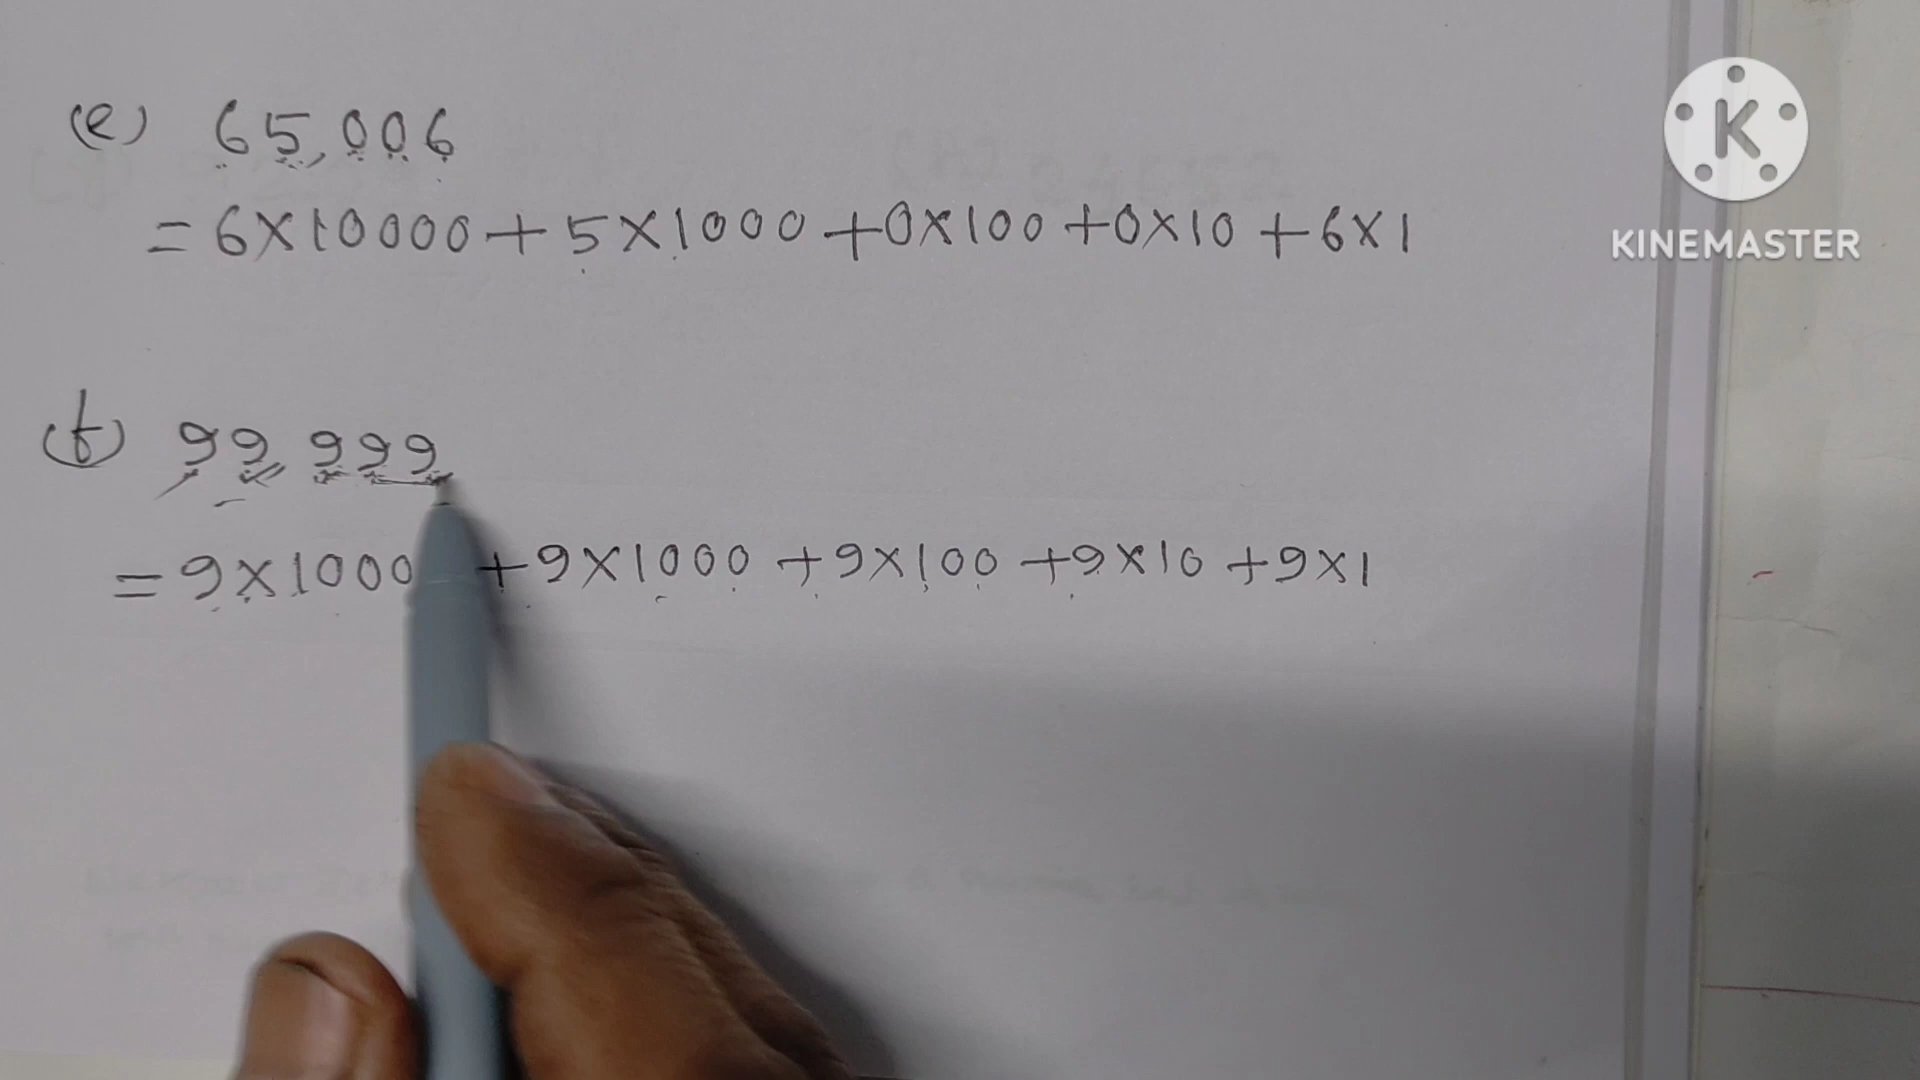 (e) 65,006
= 6×10000+5×1000+0×100+0×10+6×1
(f) 99 999
= 9×1000 +9×1000+9×100+9×10+9×1
KINEMASTER